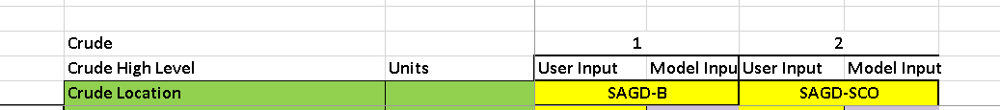 Crude 1 2
Crude High Level Units User Input Model Inpu User Input Model Input
Crude Location SAGD-B SAGD-SCO